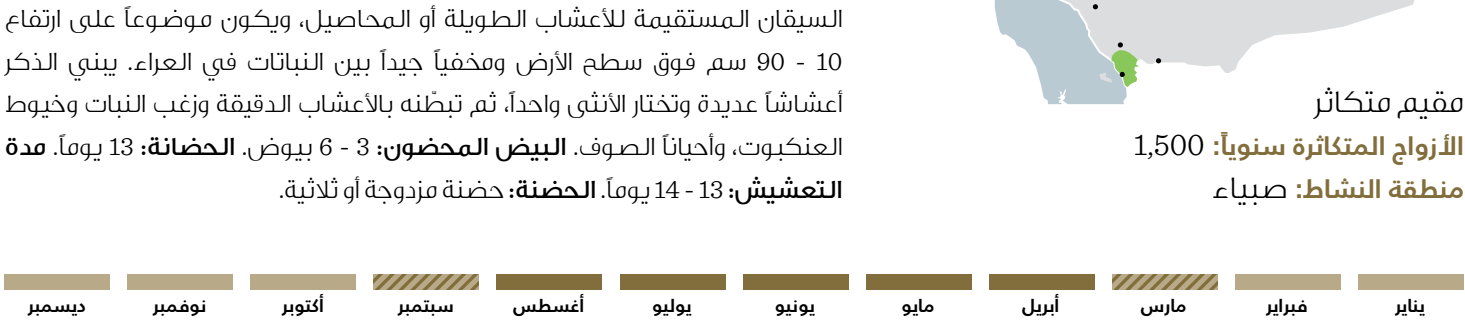 السيقان المستقيمة للأعشاب الطويلة أو المحاصيل، ويكون موضوعاً على ارتفاع
10 - 90 سم فوق سطح الأرض ومخفياً جيداً بين النباتات في العراء. يبني الذكر
أعشاشاً عديدة وتختار الأنثى واحداً، ثم تبطّنه بالأعشاب الدقيقة وزغب النبات وخيوط
العنكبوت، وأحياناً الصوف. البيض المحضون: 3 - 6 بيوض. الحضانة: 13 يوماً. مدة
التعشيش: 13 - 14 يوماً. الحضنة: حضنة مزدوجة أو ثلاثية.
مقيم متكاثر
الأزواج المتكاثرة سنوياً: 1,500
منطقة النشاط: صبياء
يناير فبراير مارس أبريل مايو يونيو يوليو أغسطس سبتمبر أكتوبر نوفمبر ديسمبر